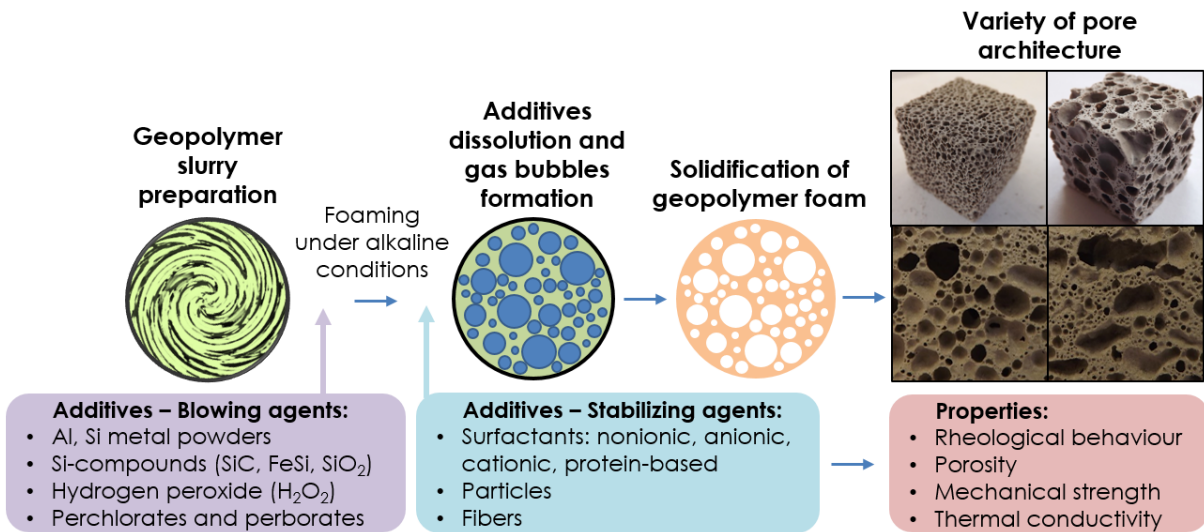 Variety of pore
architecture
Geopolymer
slurry
preparation
Foaming
under alkaline
conditions
Additives
dissolution and
gas bubbles
formation
Solidification of
geopolymer foam
Additives – Blowing agents:
• Al, Si metal powders
• Si-compounds (SiC, FeSi, SiO₂)
• Hydrogen peroxide (H₂O₂)
• Perchlorates and perborates
Additives – Stabilizing agents:
• Surfactants: nonionic, anionic,
cationic, protein-based
• Particles
• Fibers
Properties:
• Rheological behaviour
• Porosity
• Mechanical strength
• Thermal conductivity